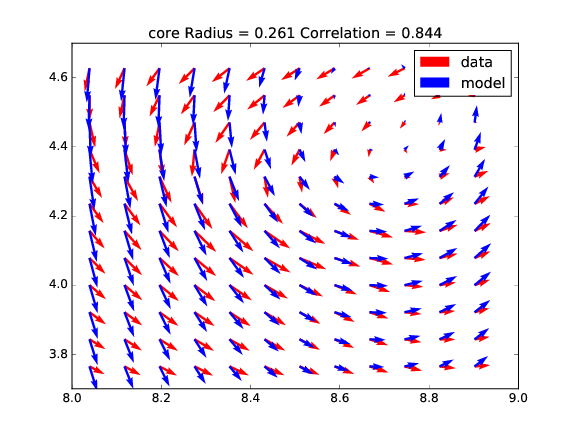 core Radius = 0.261 Correlation = 0.844
data
model
4.6
4.4
4.2
4.0
3.8
8.0 8.2 8.4 8.6 8.8 9.0